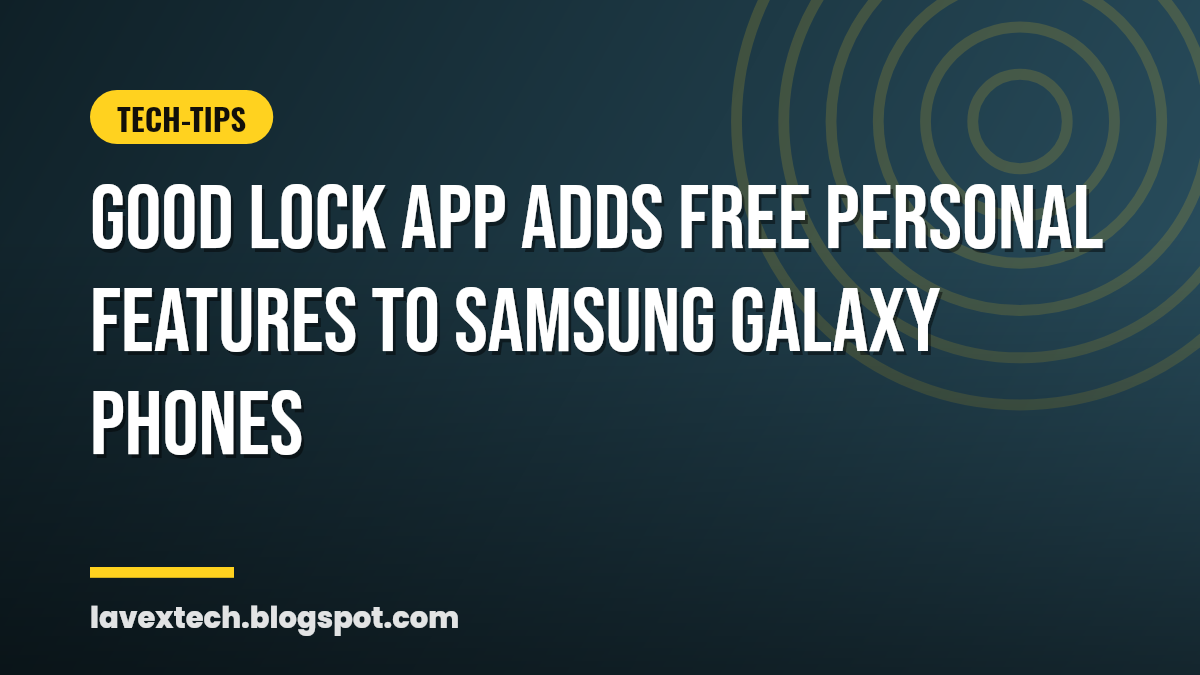 TECH-TIPS
GOOD LOCK APP ADDS FREE PERSONAL
FEATURES TO SAMSUNG GALAXY
PHONES
lavextech.blogspot.com